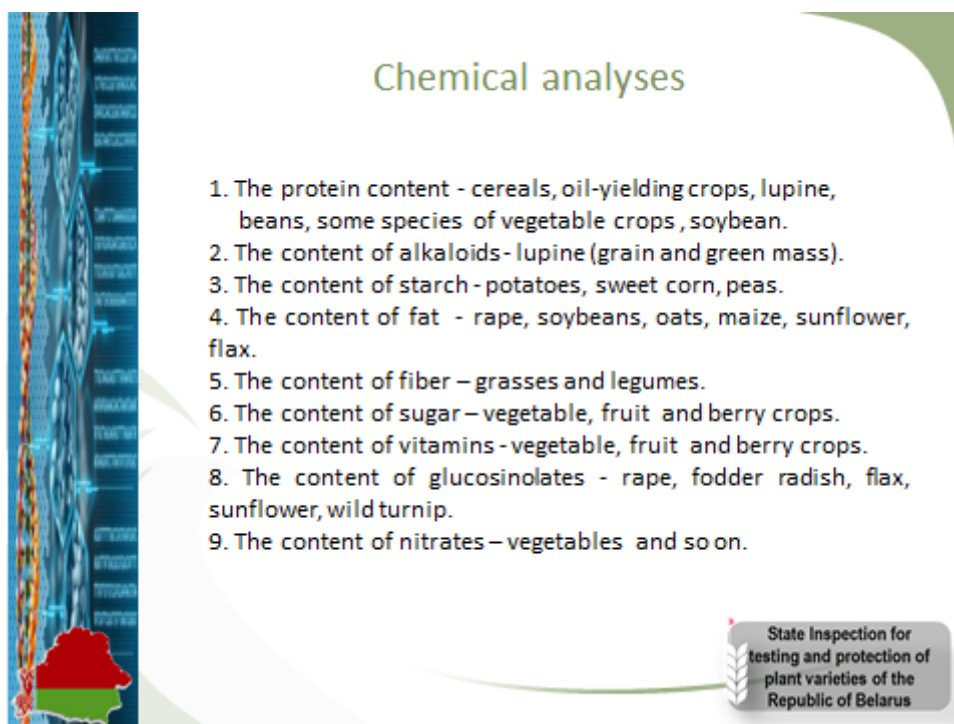 Chemical analyses
1. The protein content - cereals, oil-yielding crops, lupine,
beans, some species of vegetable crops , soybean.
2. The content of alkaloids - lupine (grain and green mass).
3. The content of starch - potatoes, sweet corn, peas.
4. The content of fat - rape, soybeans, oats, maize, sunflower,
flax.
5. The content of fiber – grasses and legumes.
6. The content of sugar – vegetable, fruit and berry crops.
7. The content of vitamins - vegetable, fruit and berry crops.
8. The content of glucosinolates - rape, fodder radish, flax,
sunflower, wild turnip.
9. The content of nitrates – vegetables and so on.
State Inspection for
testing and protection of
plant varieties of the
Republic of Belarus